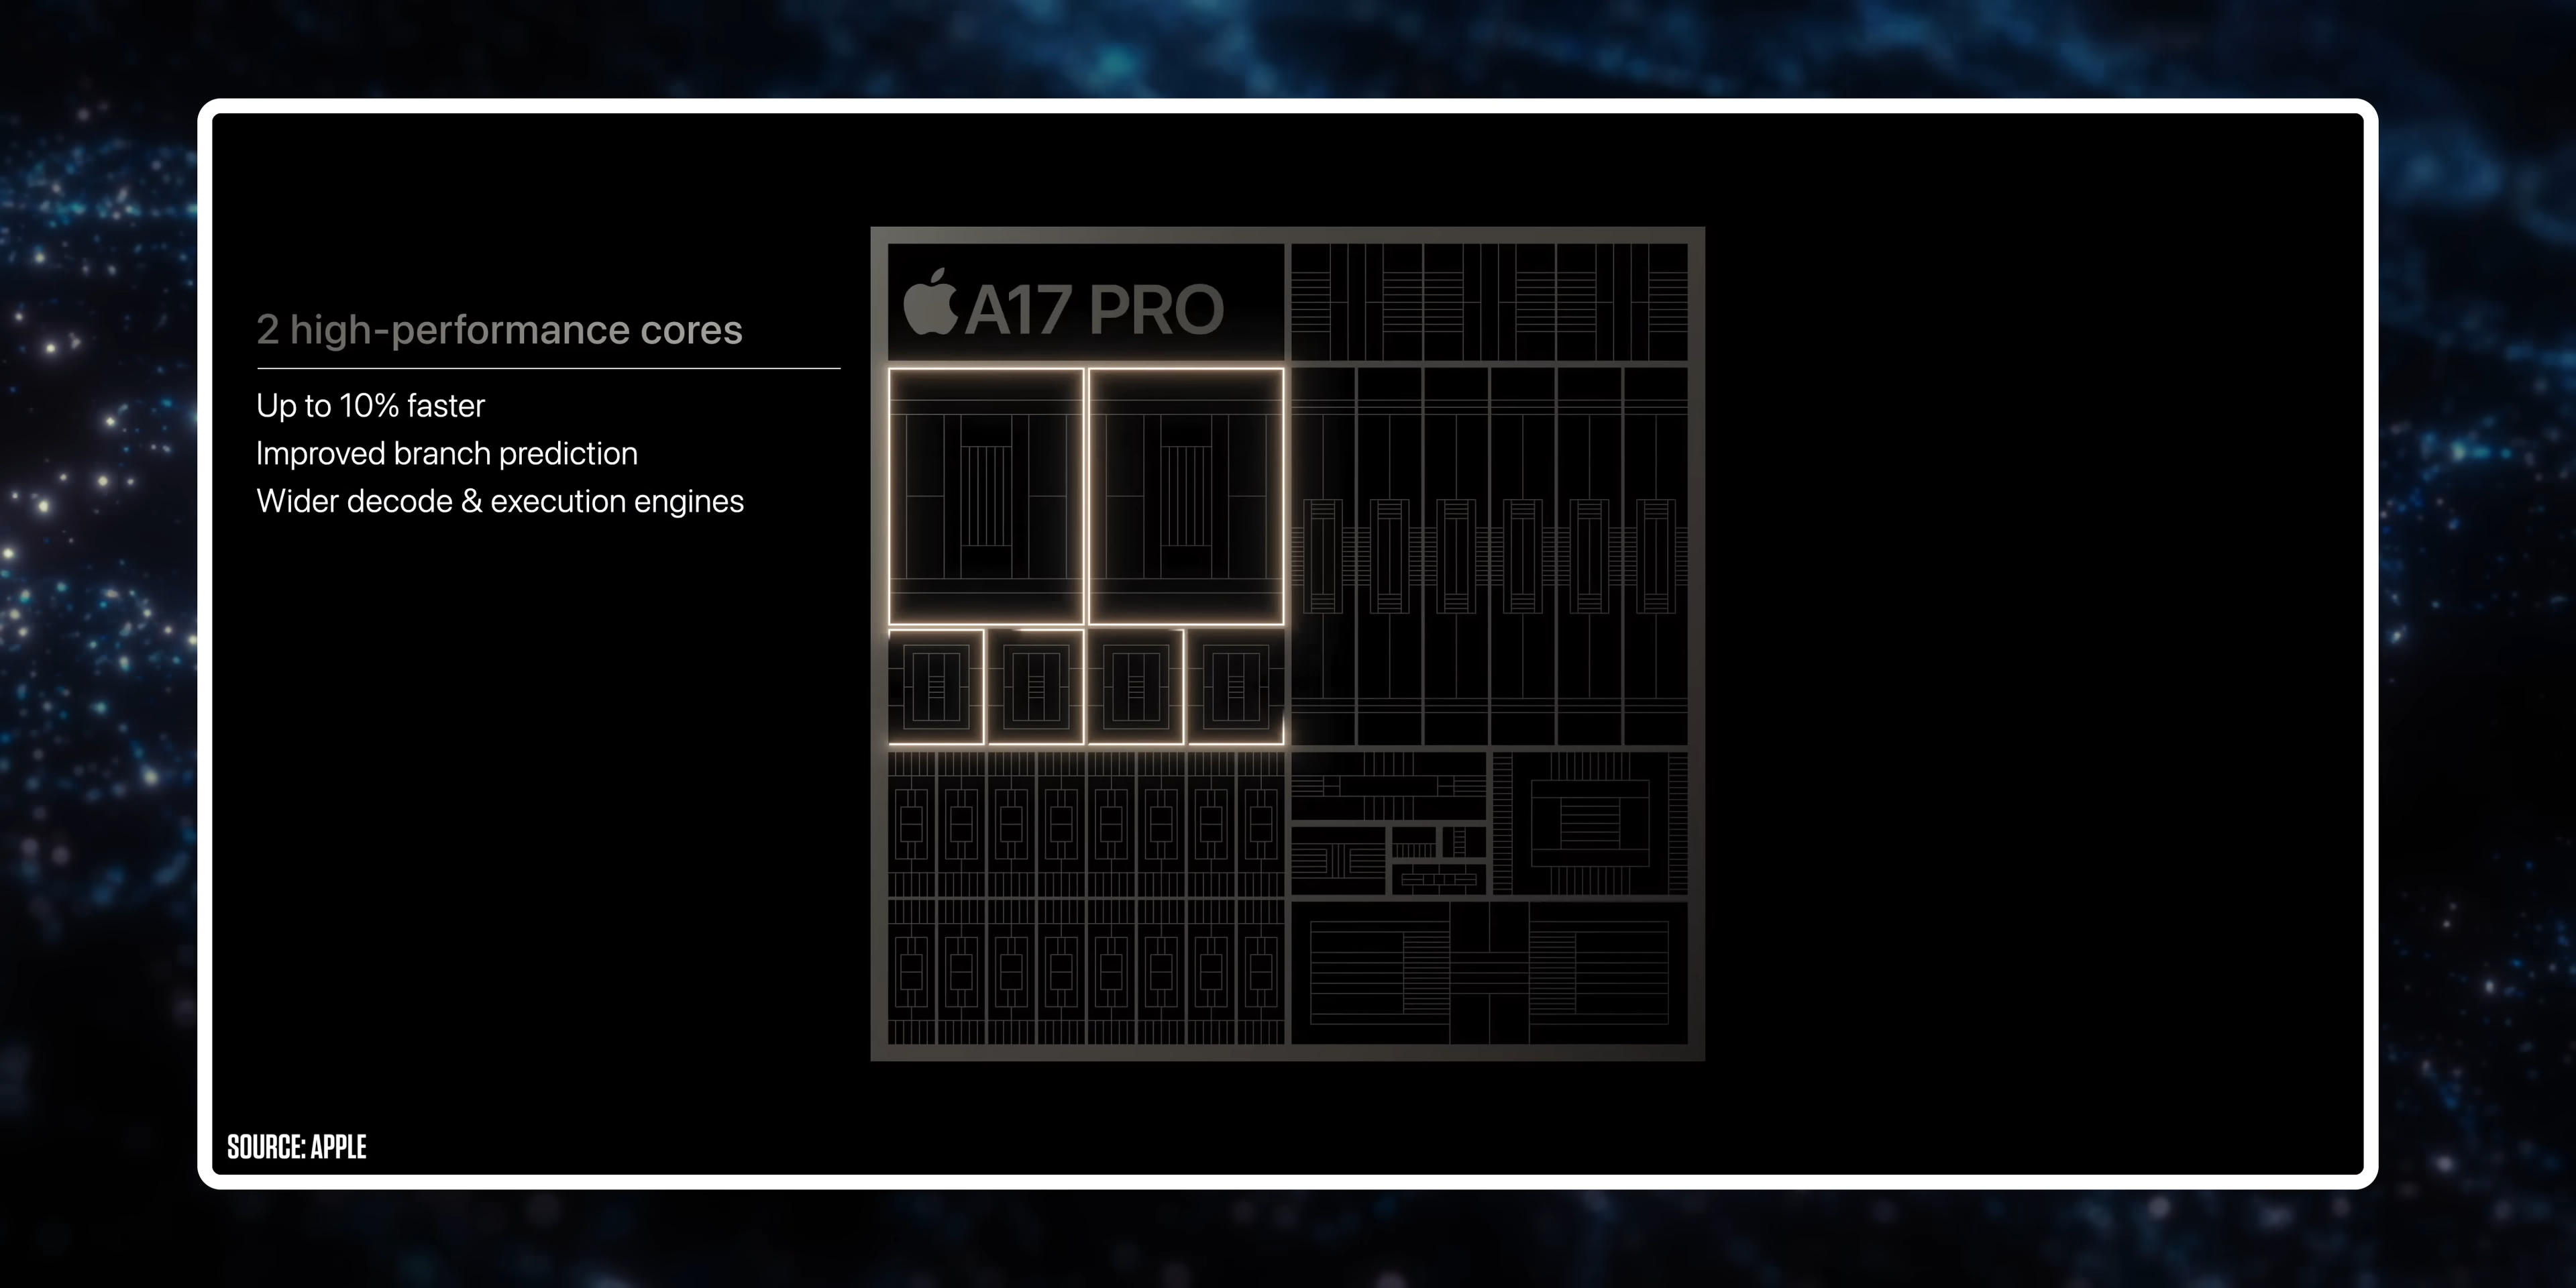 2 high-performance cores
Up to 10% faster
Improved branch prediction
Wider decode & execution engines
A17 PRO
SOURCE: APPLE